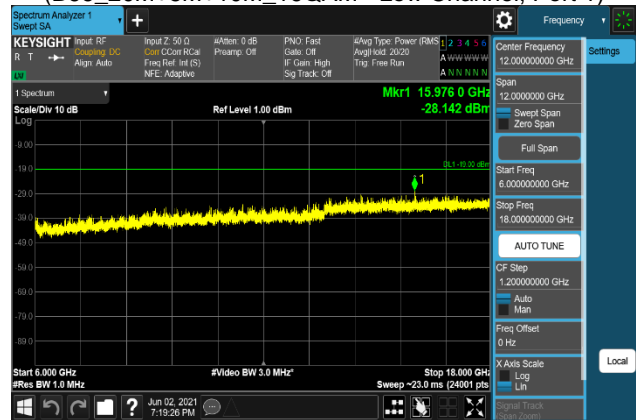 Spectrum Analyzer 1
Swept SA
Frequency
KEYSIGHT
R T
LW
Input: RF
Coupling: DC
Align: Auto
Input Z: 50 Ω
Corr CCorr RCal
Freq Ref: Int (S)
NFE: Adaptive
#Atten: 0 dB
Preamp: Off
PNO: Fast
Gate: Off
IF Gain: High
Sig Track: Off
#Avg Type: Power (RMS
Avg|Hold: 20/20
Trig: Free Run
1 2 3 4 5 6
A W W W W W
A N N N N N
1 Spectrum
Scale/Div 10 dB
Log
Ref Level 1.00 dBm
Mkr1 15.976 0 GHz
-28.142 dBm
-9.00
-19.0
-29.0
-39.0
-49.0
-59.0
-69.0
-79.0
-89.0
DL1 -19.00 dBm
1
Start 6.000 GHz
#Res BW 1.0 MHz
#Video BW 3.0 MHz*
Stop 18.000 GHz
Sweep ~23.0 ms (24001 pts
Jun 02, 2021
7:19:26 PM
Center Frequency
12.000000000 GHz
Settings
Span
12.0000000 GHz
Swept Span
Zero Span
Full Span
Start Freq
6.000000000 GHz
Stop Freq
18.000000000 GHz
AUTO TUNE
CF Step
1.200000000 GHz
Auto
Man
Freq Offset
0 Hz
X Axis Scale
Log
Lin
Local
Signal Track
(Span Zoom)